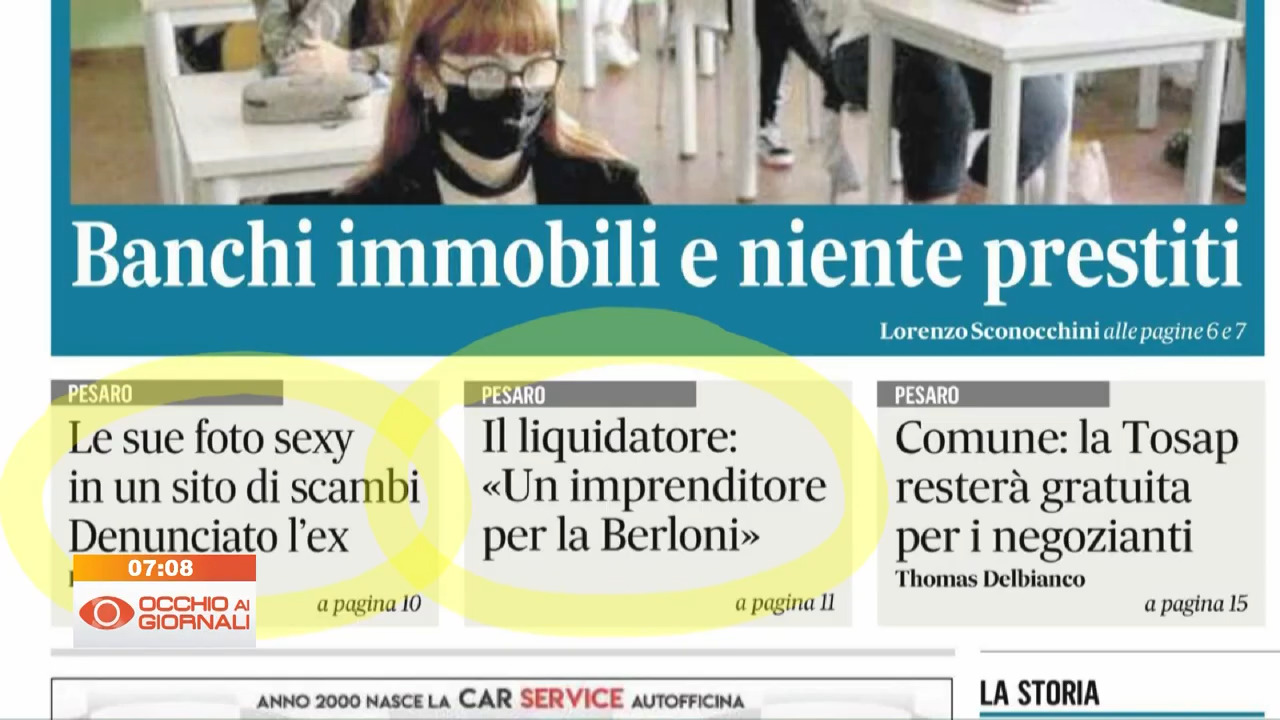 Banchi immobili e niente prestiti
Lorenzo Sconocchini alle pagine 6 e 7
PESARO
Le sue foto sexy
in un sito di scambi
Denunciato l'ex
a pagina 10
PESARO
Il liquidatore:
«Un imprenditore
per la Berloni»
a pagina 11
PESARO
Comune: la Tosap
resterà gratuita
per i negozianti
Thomas Delbianco
a pagina 15
07:08
OCCHIO AI
GIORNALI
ANNO 2000 NASCE LA CAR SERVICE AUTOFFICINA
LA STORIA